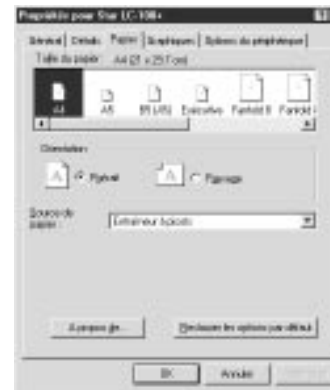 Propriétés pour Star LC-100+
Général Détails Papier Graphiques Options du périphérique
Taille du papier: A4 (21 x 29.7 cm)
A4 A5 B5 (JIS) Executive Fanfold Fanfold
Orientation
A Portrait A Paysage
Source du papier : Entraîneur à picots
A propos de... Restaurer les options par défaut
OK Annuler